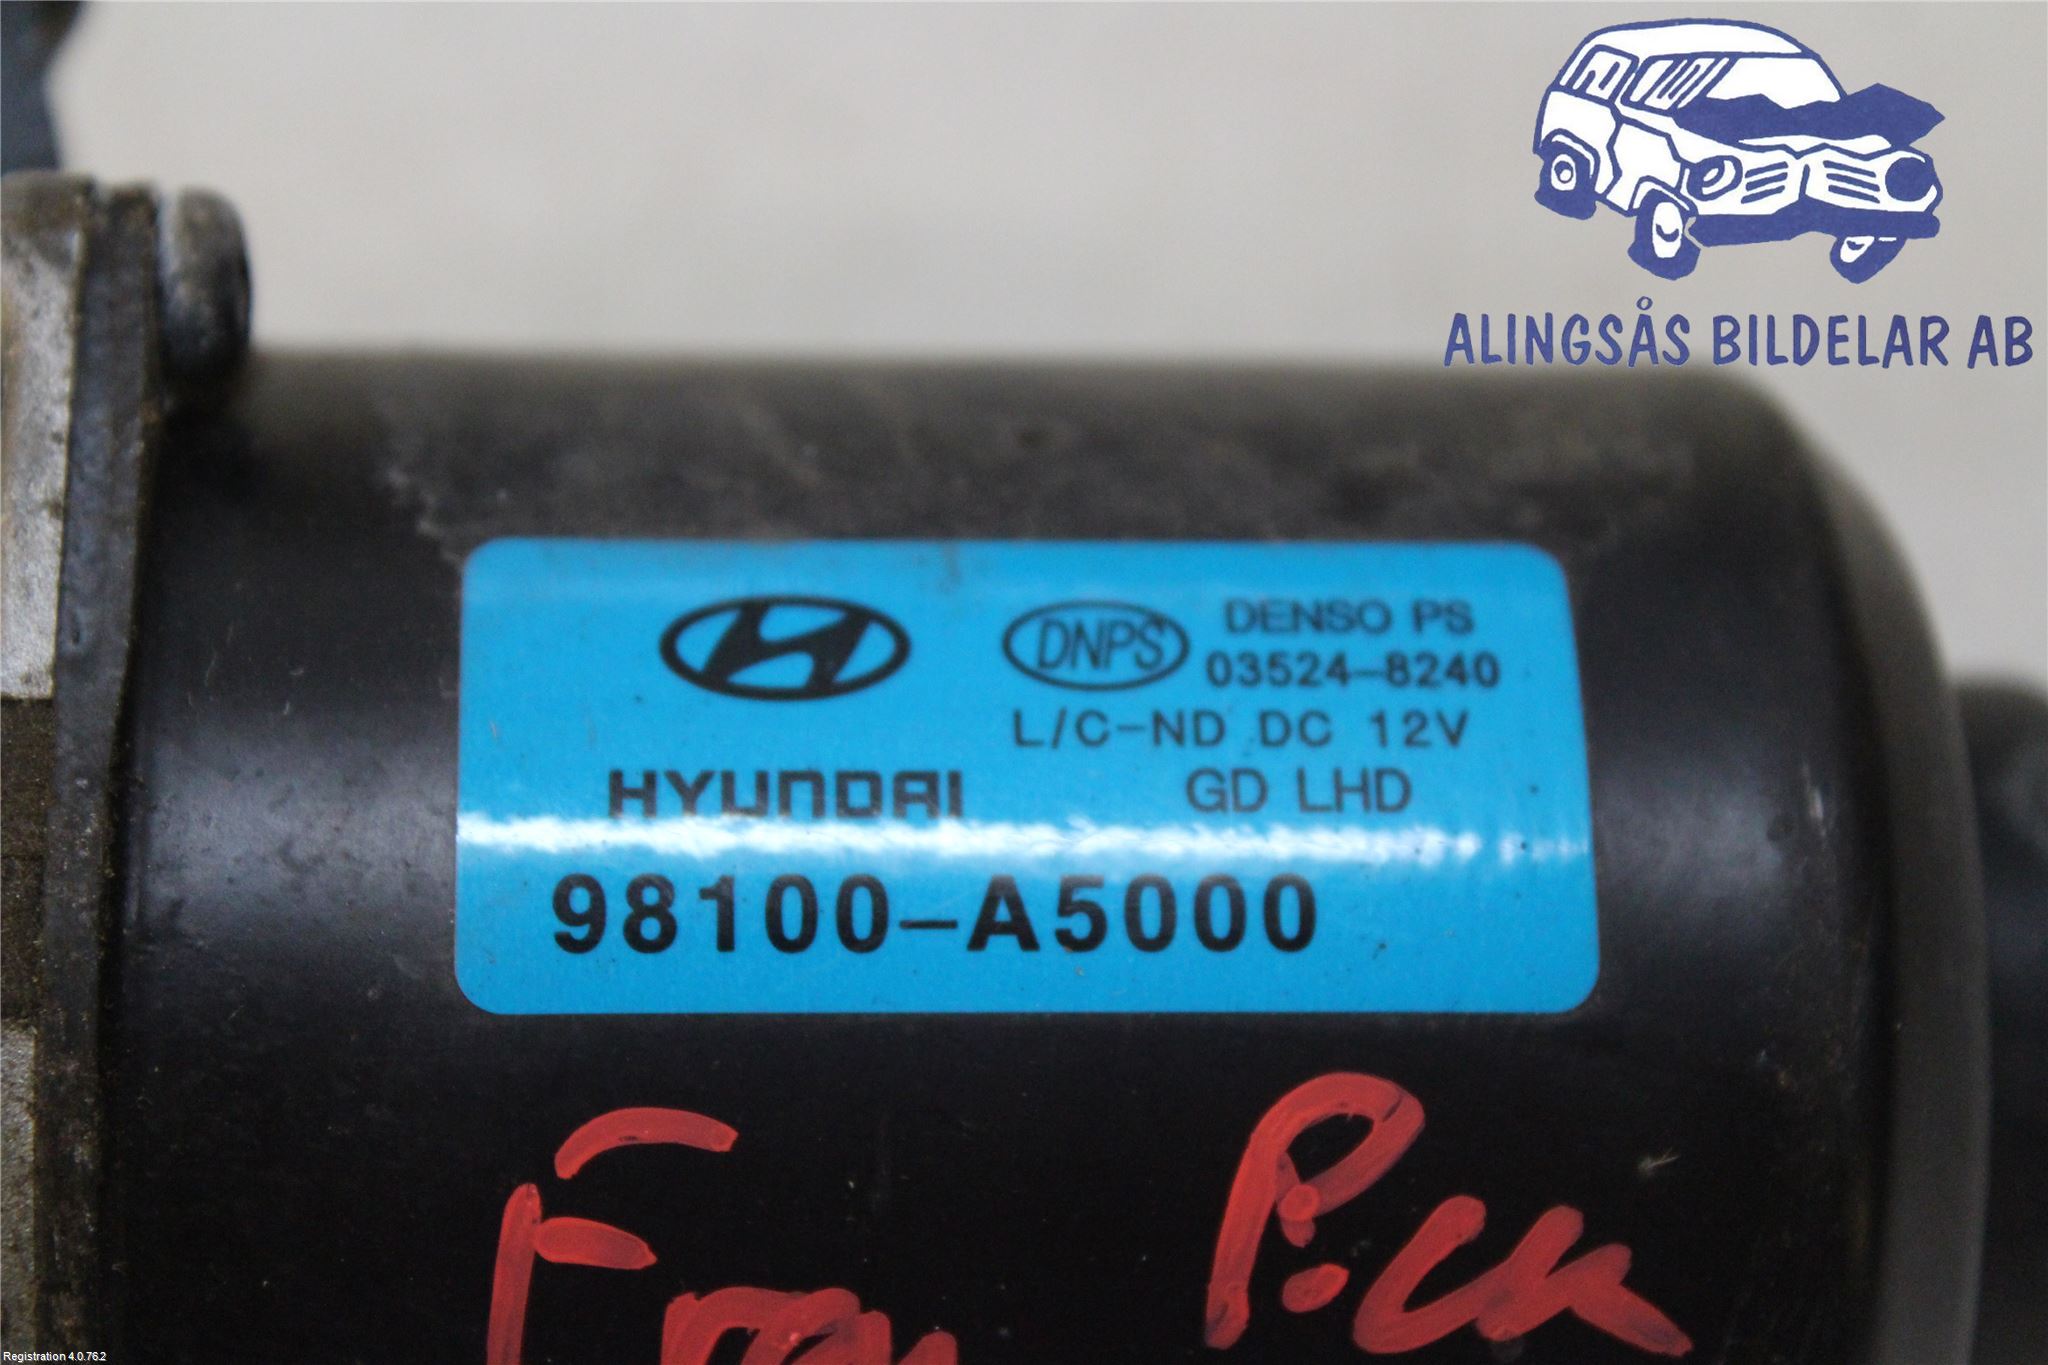 ALINGSÅS BILDELAR AB
DNPS
DENSO PS
03524-8240
L/C-ND DC 12V
HYUNDAI
GD LHD
98100-A5000
Registration 4.0.76.2